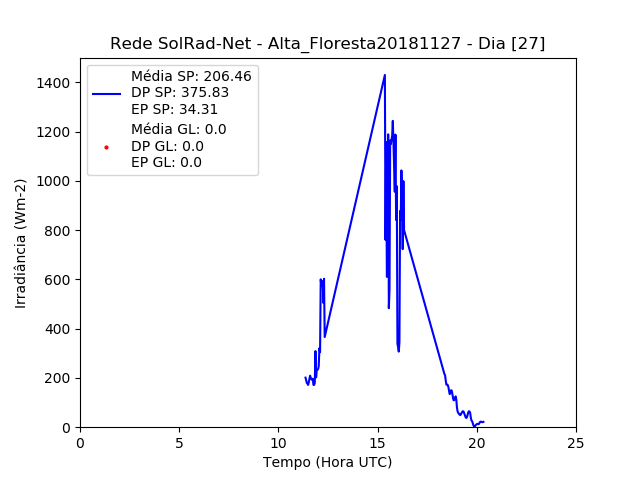 Rede SolRad-Net - Alta_Floresta20181127 - Dia [27]
Média SP: 206.46
DP SP: 375.83
EP SP: 34.31
Média GL: 0.0
DP GL: 0.0
EP GL: 0.0
Irradiância (Wm-2)
1400
1200
1000
800
600
400
200
0
0 5 10 15 20 25
Tempo (Hora UTC)